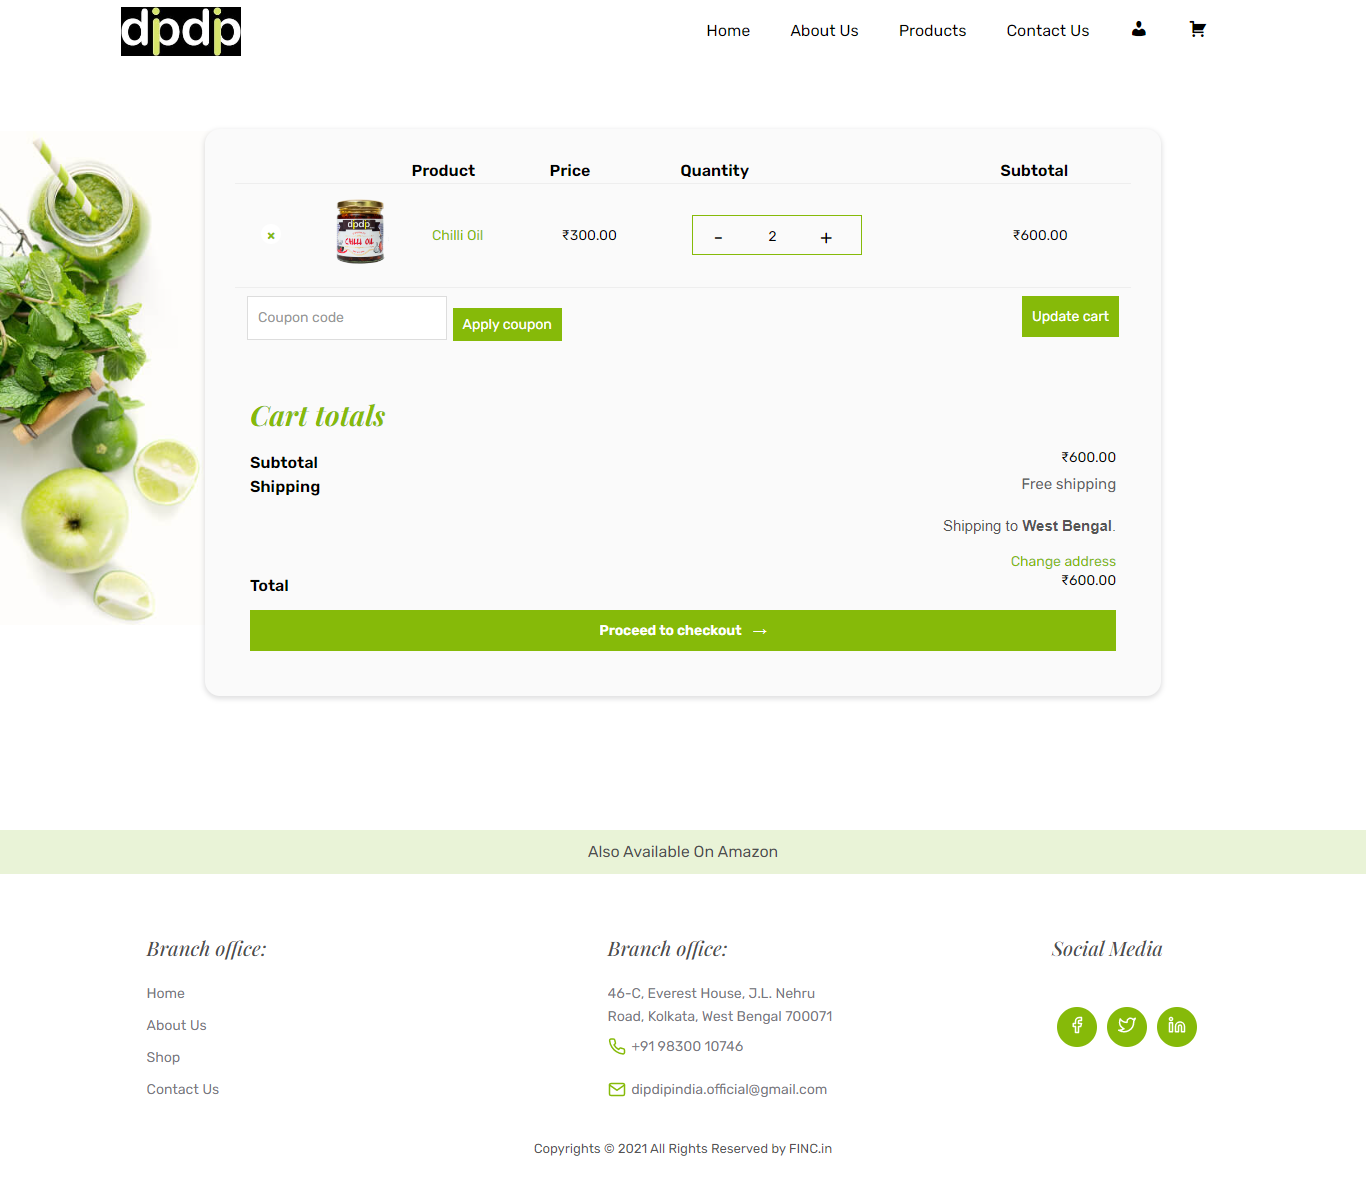 dipdip
Home About Us Products Contact Us
Product Price Quantity Subtotal
× dipdip CHILLI OIL Chilli Oil ₹300.00 - 2 + ₹600.00
Coupon code Apply coupon Update cart
Cart totals
Subtotal ₹600.00
Shipping Free shipping
Shipping to West Bengal.
Change address
Total ₹600.00
Proceed to checkout →
Also Available On Amazon
Branch office:
Home
About Us
Shop
Contact Us
Branch office:
46-C, Everest House, J.L. Nehru
Road, Kolkata, West Bengal 700071
+91 98300 10746
dipdipindia.official@gmail.com
Social Media
Copyrights © 2021 All Rights Reserved by FINC.in